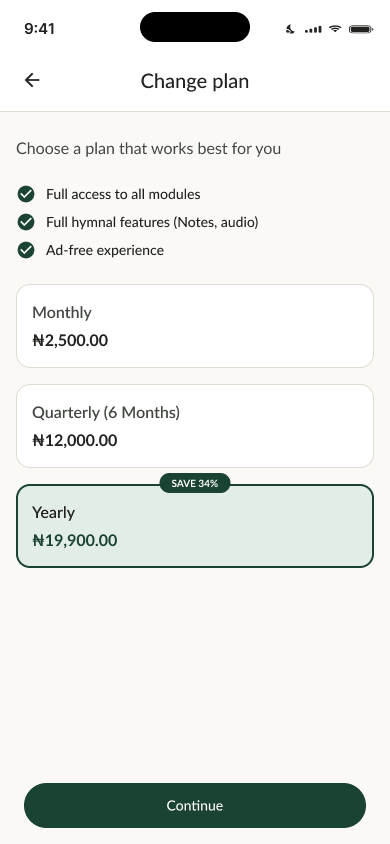 9:41
Change plan
Choose a plan that works best for you
Full access to all modules
Full hymnal features (Notes, audio)
Ad-free experience
Monthly
₦2,500.00
Quarterly (6 Months)
₦12,000.00
SAVE 34%
Yearly
₦19,900.00
Continue